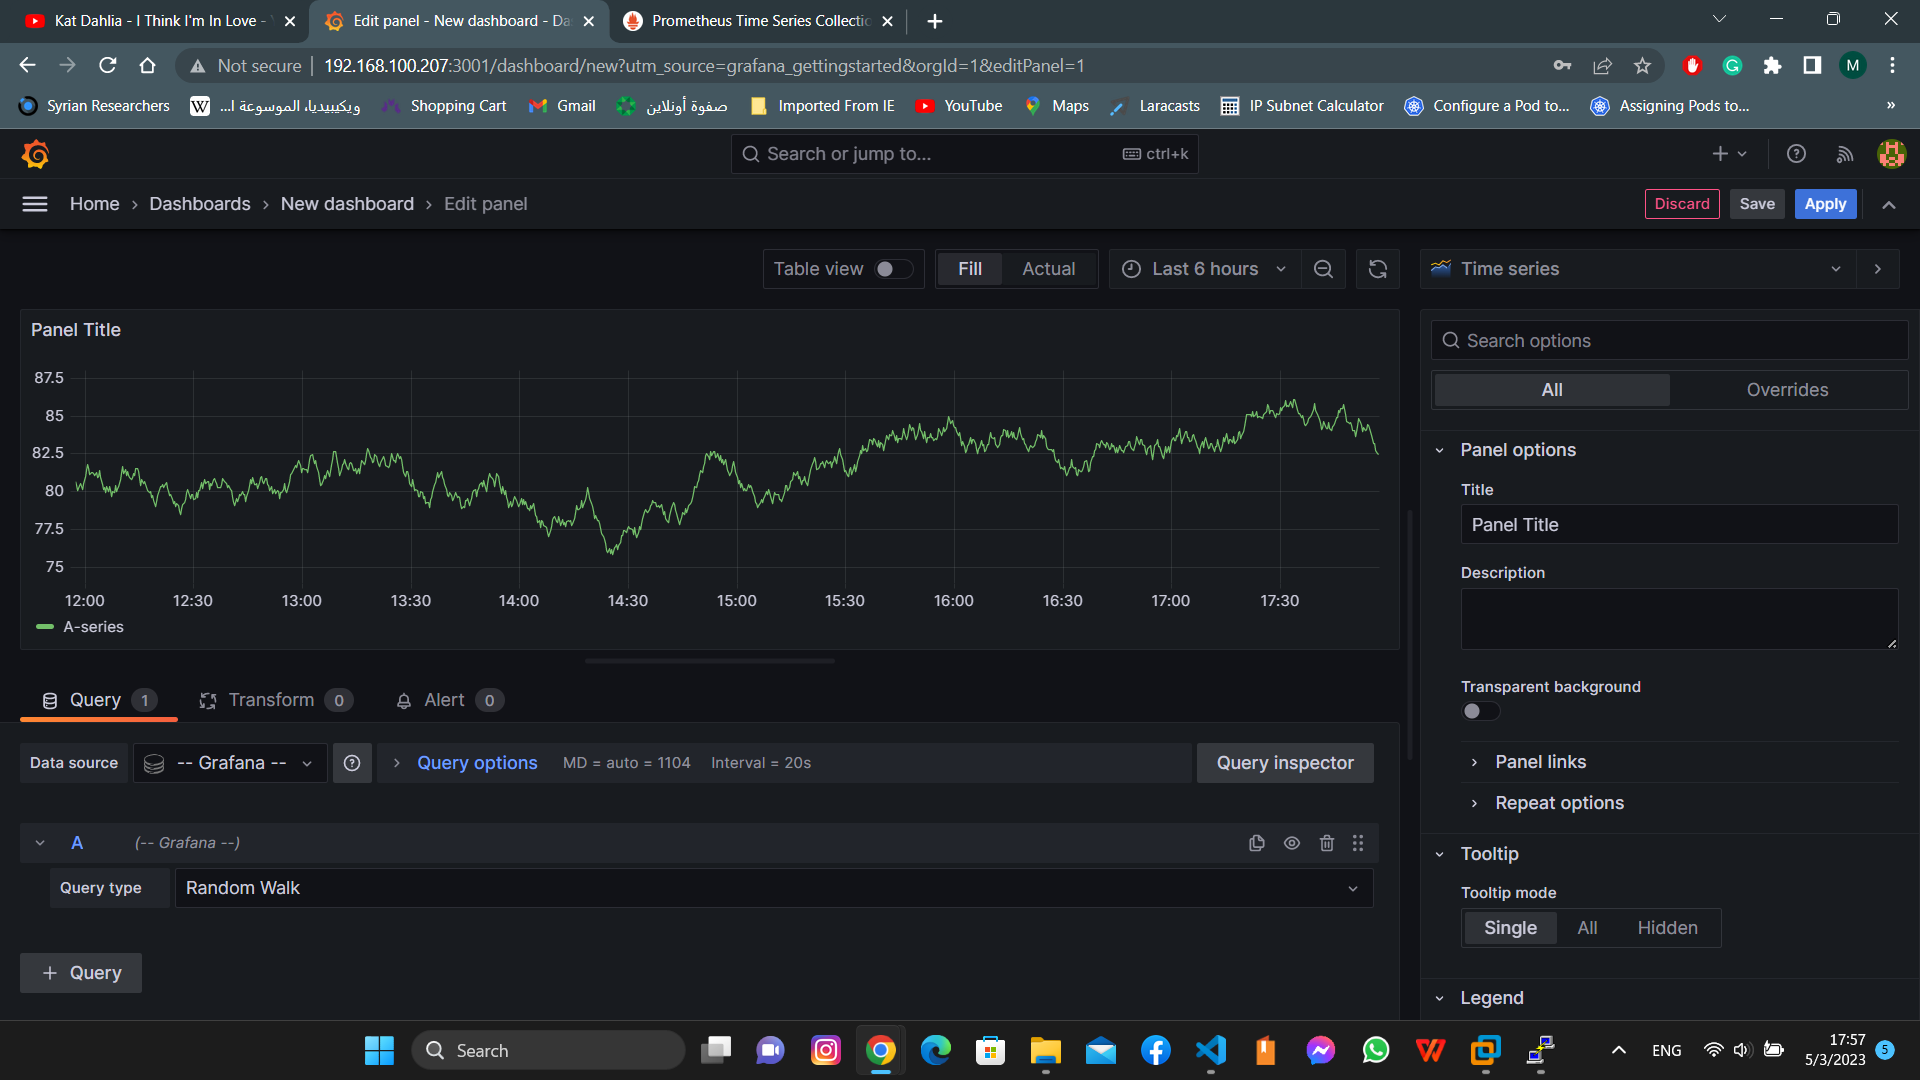 Kat Dahlia - I Think I'm In Love -
Edit panel - New dashboard - Da
Prometheus Time Series Collectio
Not secure
192.168.100.207:3001/dashboard/new?utm_source=grafana_gettingstarted&orgId=1&editPanel=1
M
Syrian Researchers
W
ويكيبيديا، الموسوعة ا...
Shopping Cart
Gmail
صفوة أونلاين
Imported From IE
YouTube
Maps
Laracasts
IP Subnet Calculator
Configure a Pod to...
Assigning Pods to...
»
Search or jump to...
ctrl+k
Home
Dashboards
New dashboard
Edit panel
Discard
Save
Apply
Table view
Fill
Actual
Last 6 hours
Time series
Panel Title
87.5
85
82.5
80
77.5
75
12:00 12:30 13:00 13:30 14:00 14:30 15:00 15:30 16:00 16:30 17:00 17:30
A-series
Search options
All
Overrides
Panel options
Title
Panel Title
Description
Transparent background
Panel links
Repeat options
Tooltip
Tooltip mode
Single
All
Hidden
Legend
Query 1
Transform 0
Alert 0
Data source
-- Grafana --
Query options
MD = auto = 1104
Interval = 20s
Query inspector
A
(-- Grafana --)
Query type
Random Walk
+ Query
Search
ENG
17:57
5/3/2023
5